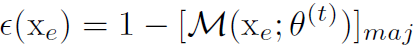 ϵ(x_e) = 1 − [ℳ(x_e; θ^(t))]_maj